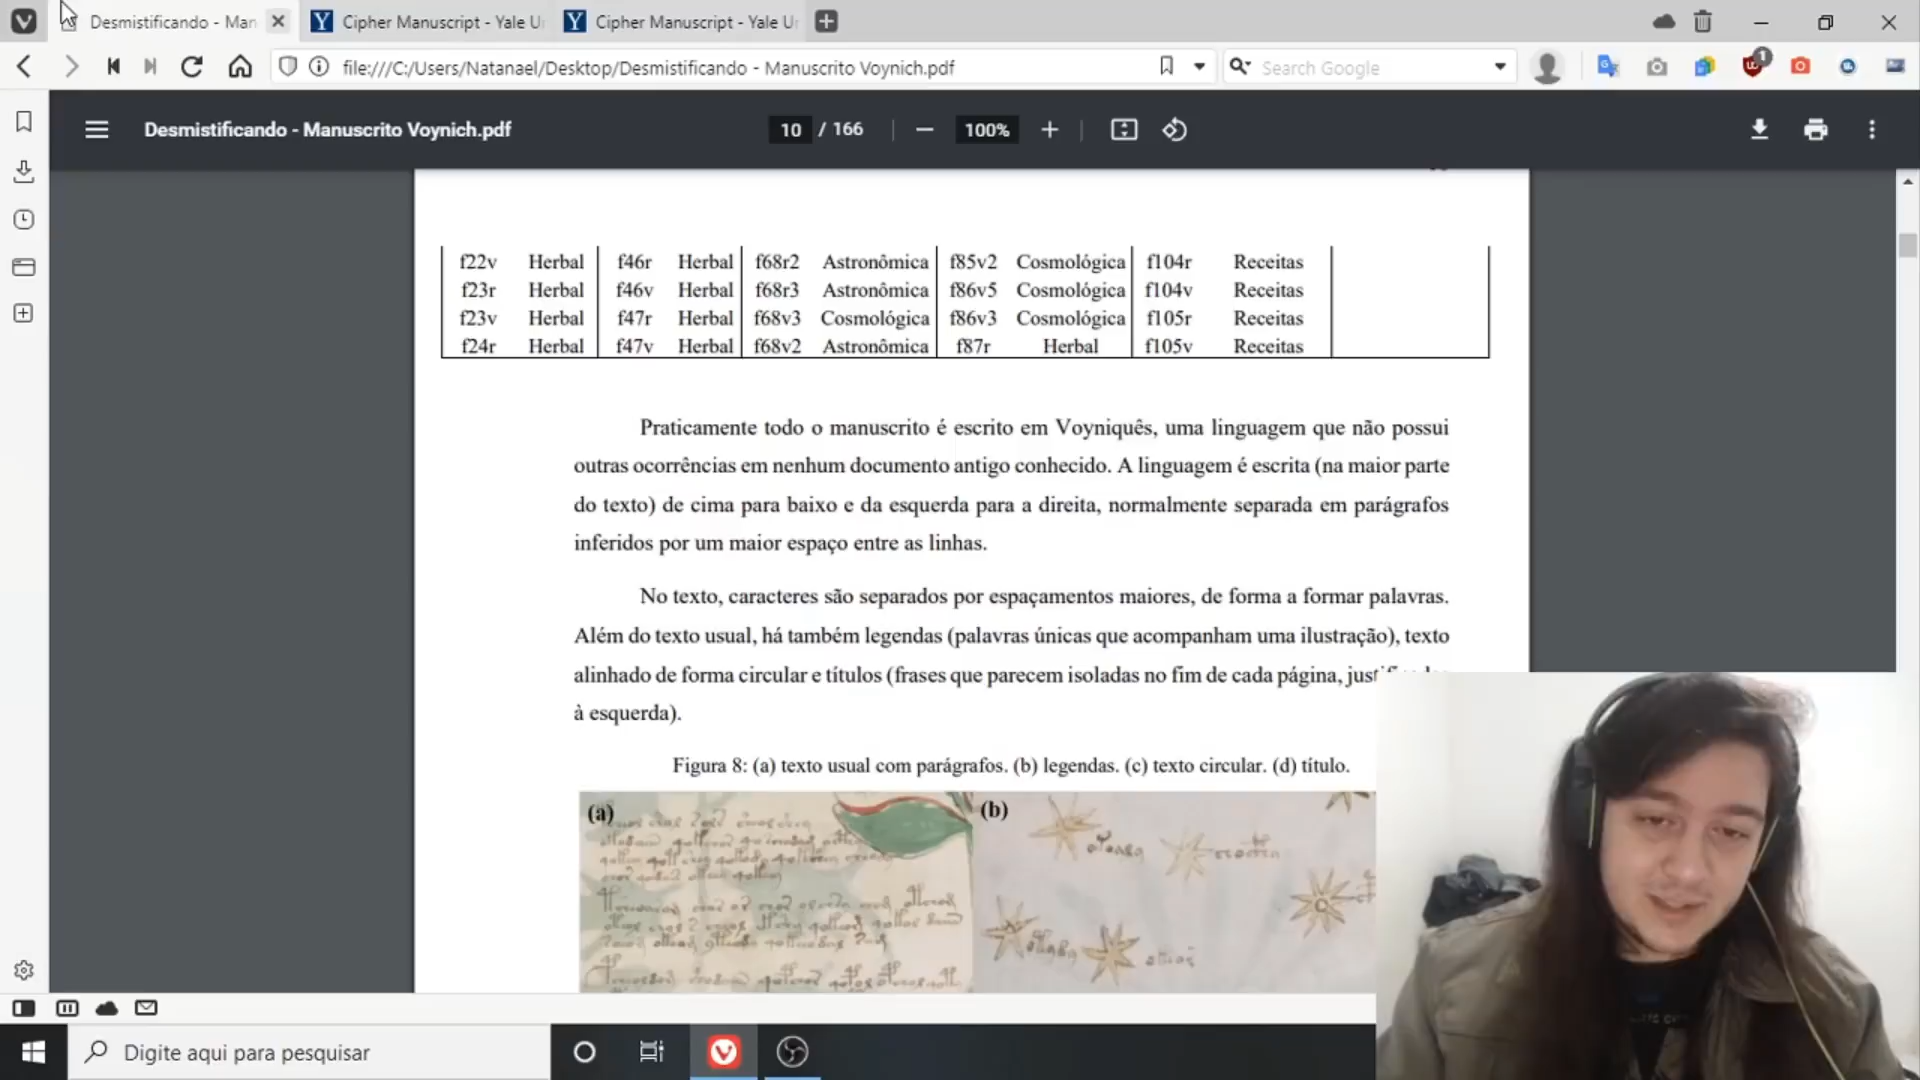 Desmistificando - Man
Cipher Manuscript - Yale U
Cipher Manuscript - Yale U
file:///C:/Users/Natanael/Desktop/Desmistificando - Manuscrito Voynich.pdf
Search Google
1
Desmistificando - Manuscrito Voynich.pdf
10 / 166
100%
f22v Herbal f46r Herbal f68r2 Astronômica f85v2 Cosmológica f104r Receitas
f23r Herbal f46v Herbal f68r3 Astronômica f86v5 Cosmológica f104v Receitas
f23v Herbal f47r Herbal f68v3 Cosmológica f86v3 Cosmológica f105r Receitas
f24r Herbal f47v Herbal f68v2 Astronômica f87r Herbal f105v Receitas
Praticamente todo o manuscrito é escrito em Voyniquês, uma linguagem que não possui
outras ocorrências em nenhum documento antigo conhecido. A linguagem é escrita (na maior parte
do texto) de cima para baixo e da esquerda para a direita, normalmente separada em parágrafos
inferidos por um maior espaço entre as linhas.
No texto, caracteres são separados por espaçamentos maiores, de forma a formar palavras.
Além do texto usual, há também legendas (palavras únicas que acompanham uma ilustração), texto
alinhado de forma circular e títulos (frases que parecem isoladas no fim de cada página,
à esquerda).
Figura 8: (a) texto usual com parágrafos. (b) legendas. (c) texto circular. (d) título.
(a)
(b)
Digite aqui para pesquisar